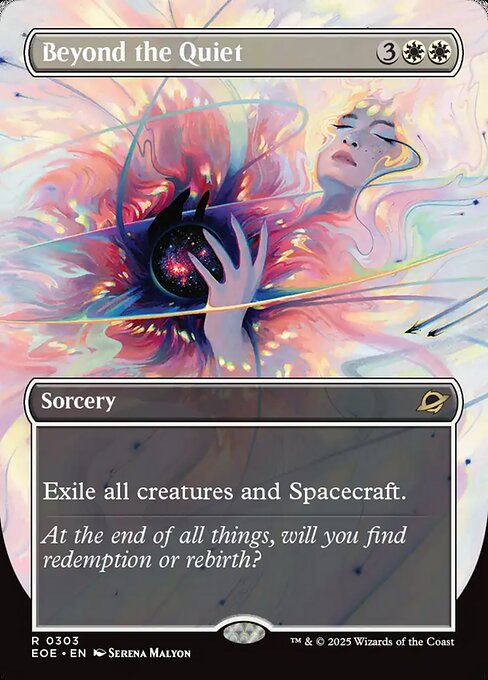 Beyond the Quiet 3
Sorcery
Exile all creatures and Spacecraft.
At the end of all things, will you find
redemption or rebirth?
R 0303
EOE • EN SERENA MALYON
™ & © 2025 Wizards of the Coast